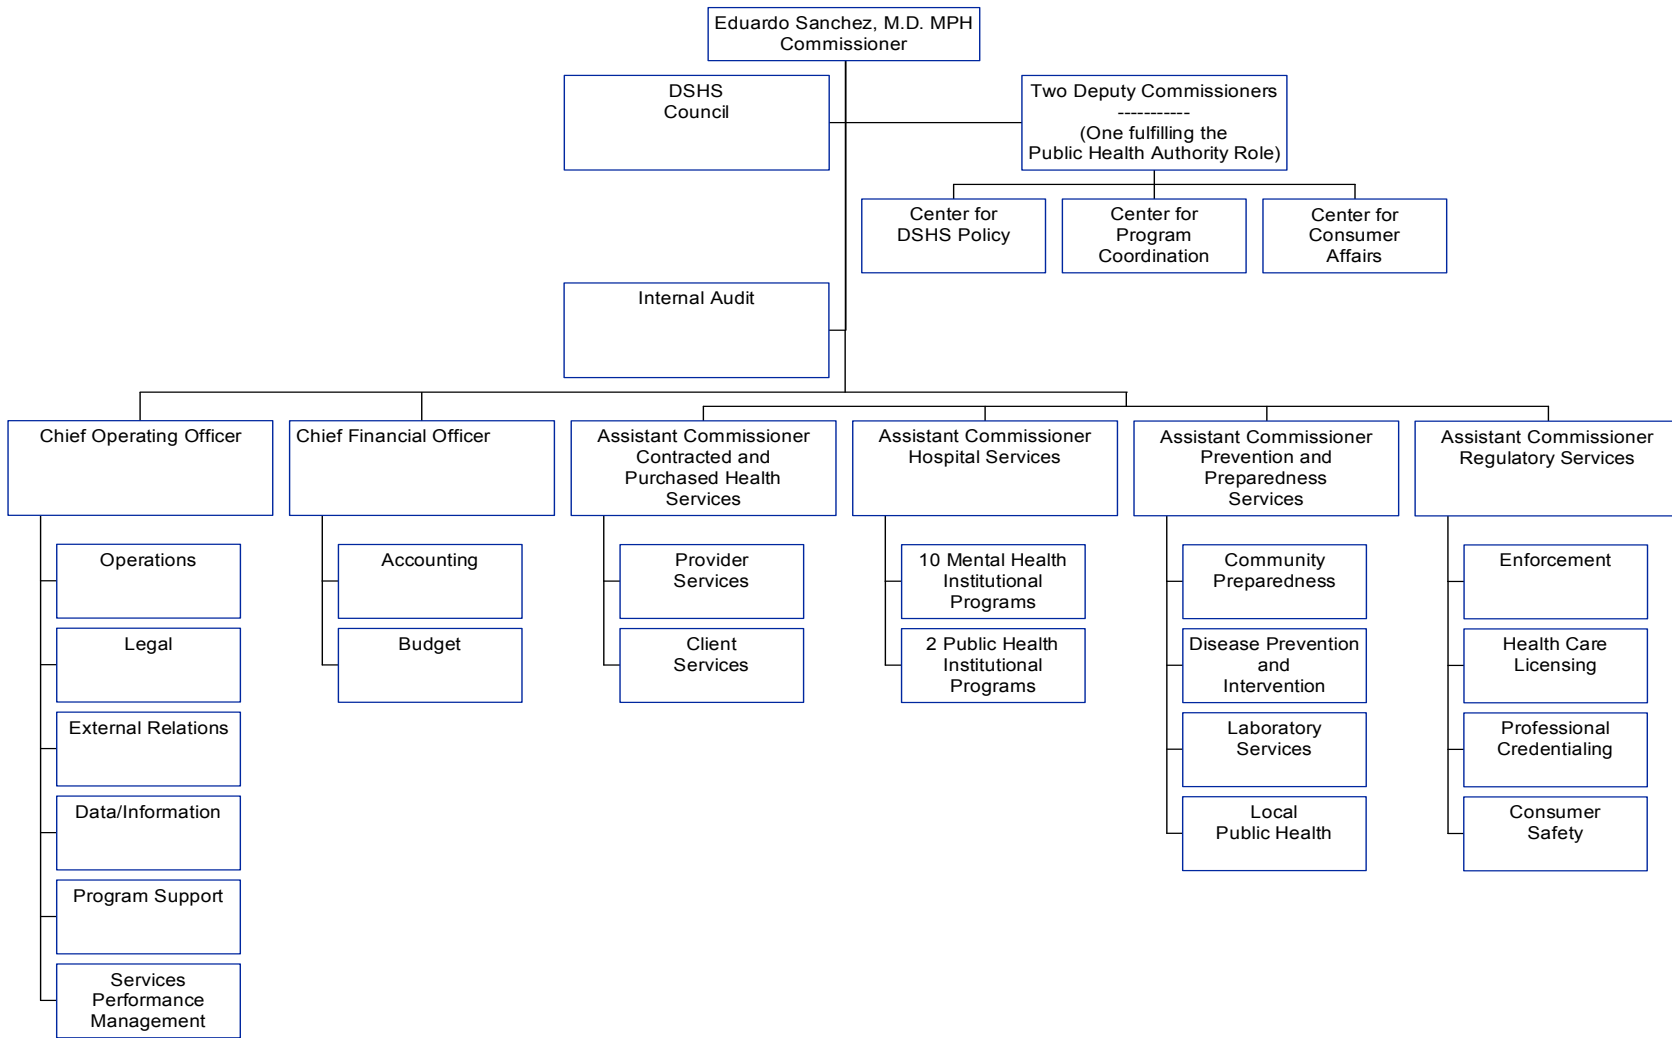 Eduardo Sanchez, M.D. MPH
Commissioner
DSHS
Council
Two Deputy Commissioners
-----------
(One fulfilling the
Public Health Authority Role)
Center for
DSHS Policy
Center for
Program
Coordination
Center for
Consumer
Affairs
Internal Audit
Chief Operating Officer
Operations
Legal
External Relations
Data/Information
Program Support
Services
Performance
Management
Chief Financial Officer
Accounting
Budget
Assistant Commissioner
Contracted and
Purchased Health
Services
Provider
Services
Client
Services
Assistant Commissioner
Hospital Services
10 Mental Health
Institutional
Programs
2 Public Health
Institutional
Programs
Assistant Commissioner
Prevention and
Preparedness
Services
Community
Preparedness
Disease Prevention
and
Intervention
Laboratory
Services
Local
Public Health
Assistant Commissioner
Regulatory Services
Enforcement
Health Care
Licensing
Professional
Credentialing
Consumer
Safety